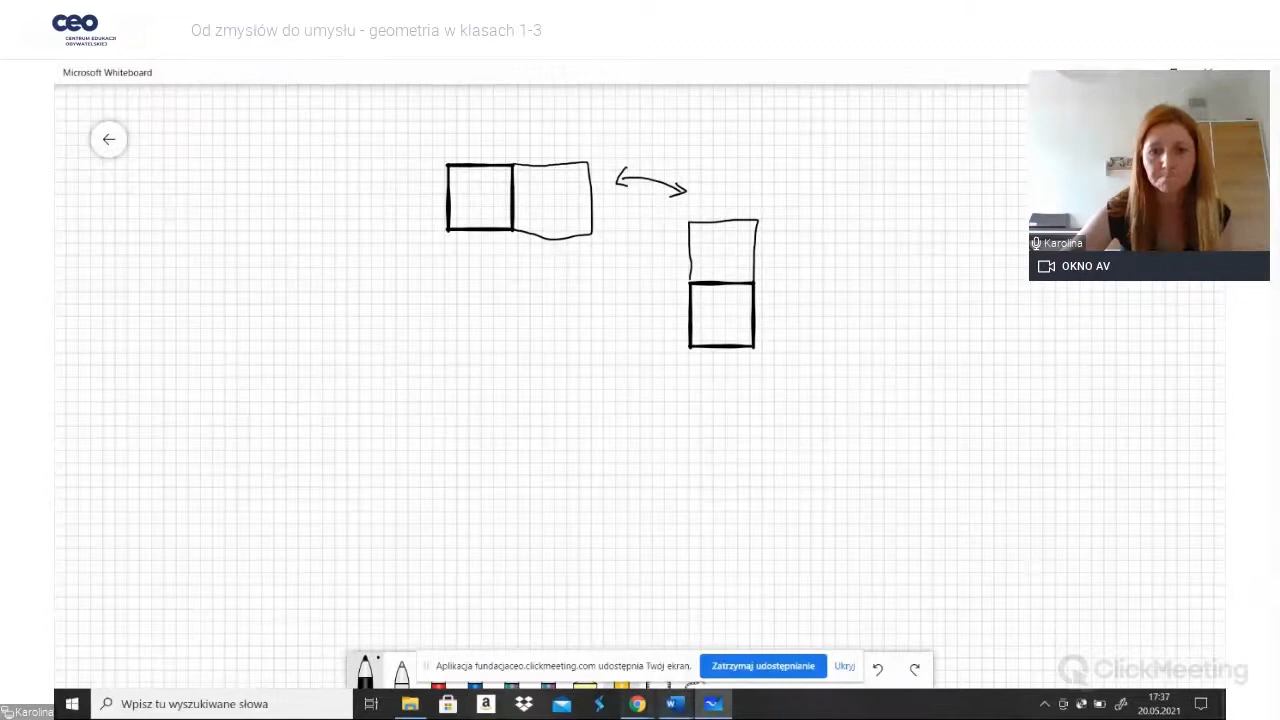 ceo
CENTRUM EDUKACJI
OBYWATELSKIEJ
Od zmysłów do umysłu - geometria w klasach 1-3
Microsoft Whiteboard
Karolina
OKNO AV
Aplikacja fundacjaceo.clickmeeting.com udostępnia Twój ekran.
Zatrzymaj udostępnianie
Ukryj
ClickMeeting
Wpisz tu wyszukiwane słowa
17:37
20.05.2021
Karolina